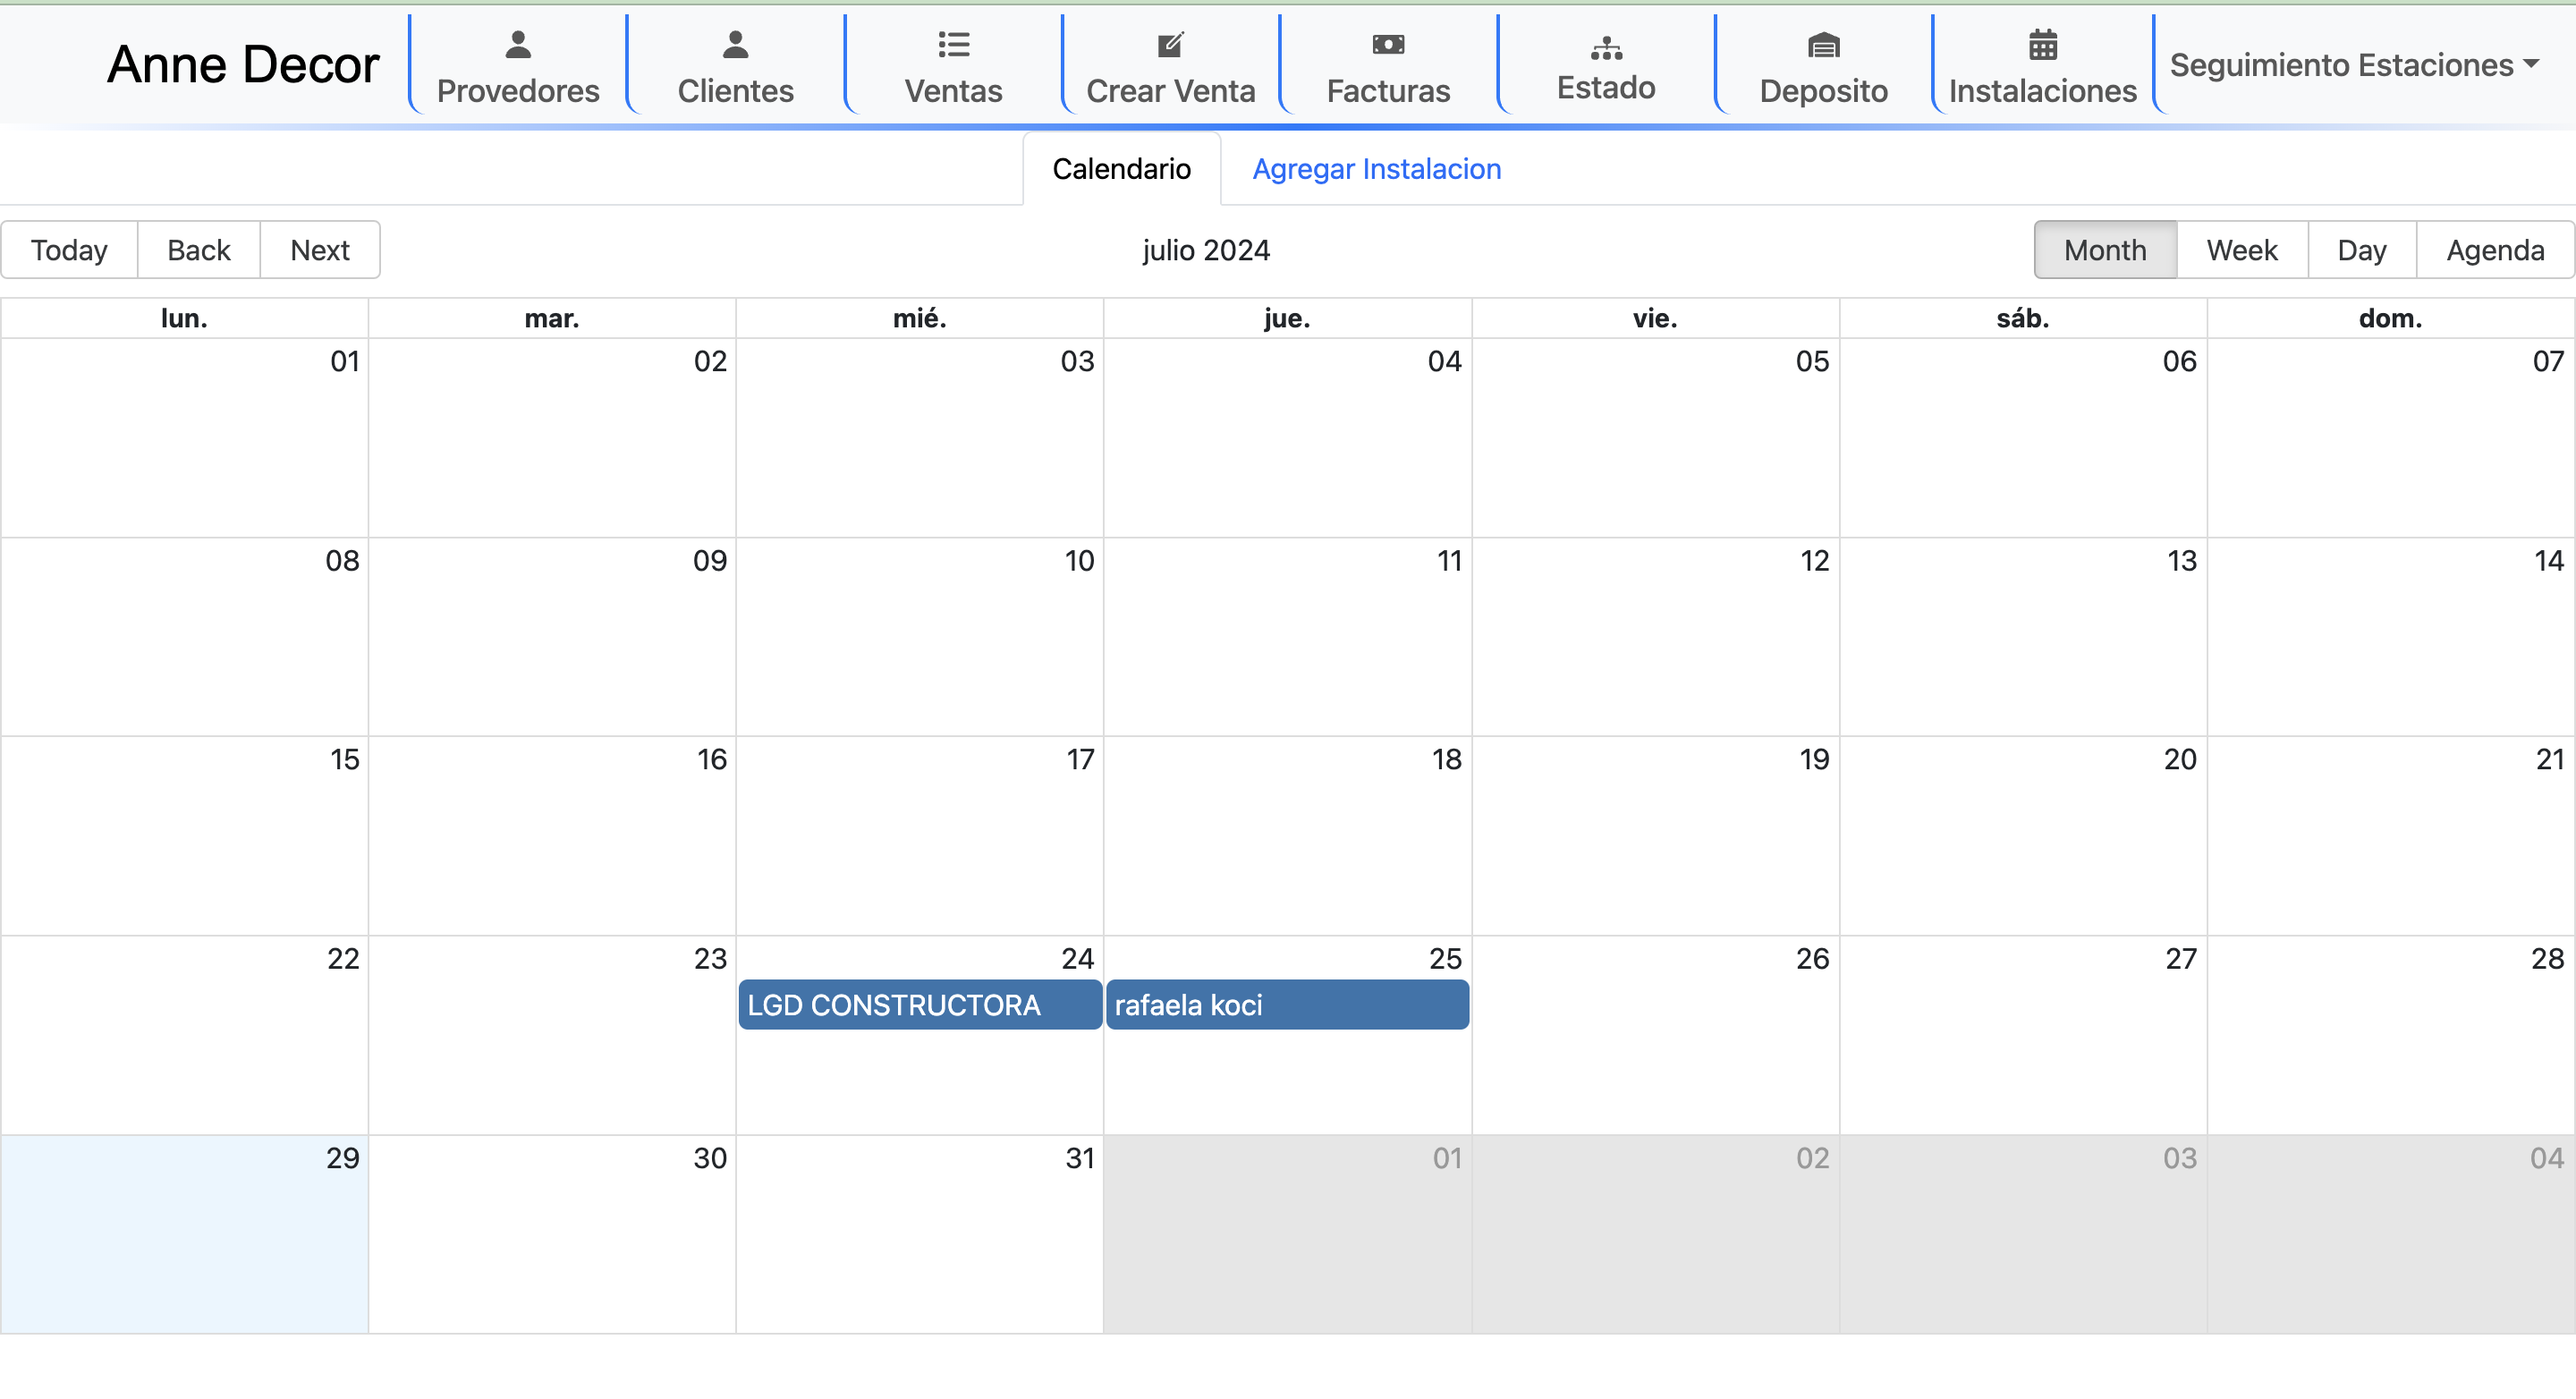 Anne Decor
Provedores
Clientes
Ventas
Crear Venta
Facturas
Estado
Deposito
Instalaciones
Seguimiento Estaciones
Calendario
Agregar Instalacion
Today Back Next
julio 2024
Month Week Day Agenda
lun. mar. mié. jue. vie. sáb. dom.
01 02 03 04 05 06 07
08 09 10 11 12 13 14
15 16 17 18 19 20 21
22 23 24 25 26 27 28
LGD CONSTRUCTORA rafaela koci
29 30 31 01 02 03 04